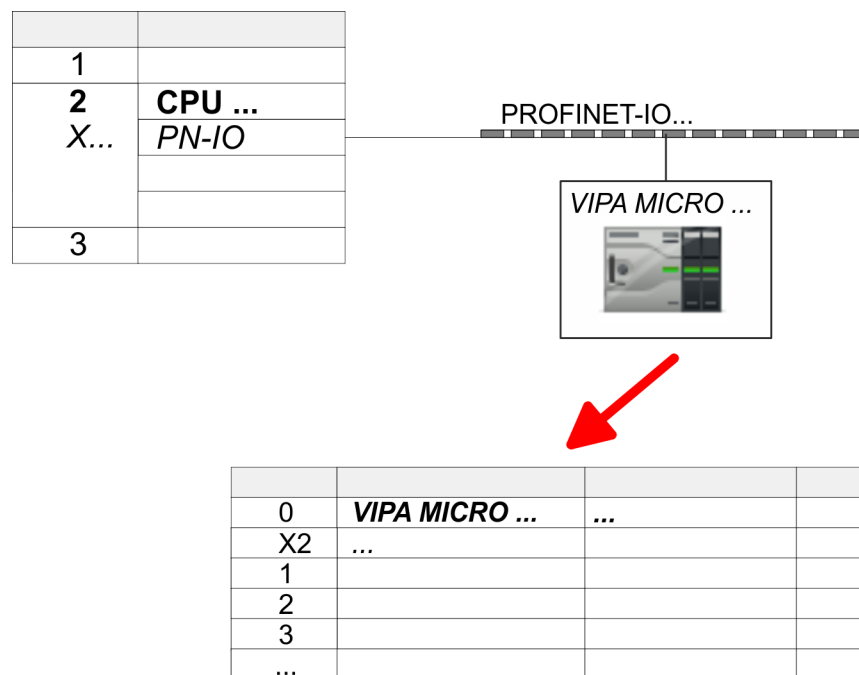 1
2 CPU ...
X... PN-IO
3
PROFINET-IO...
VIPA MICRO ...
0 VIPA MICRO ... ...
X2 ...
1
2
3
...